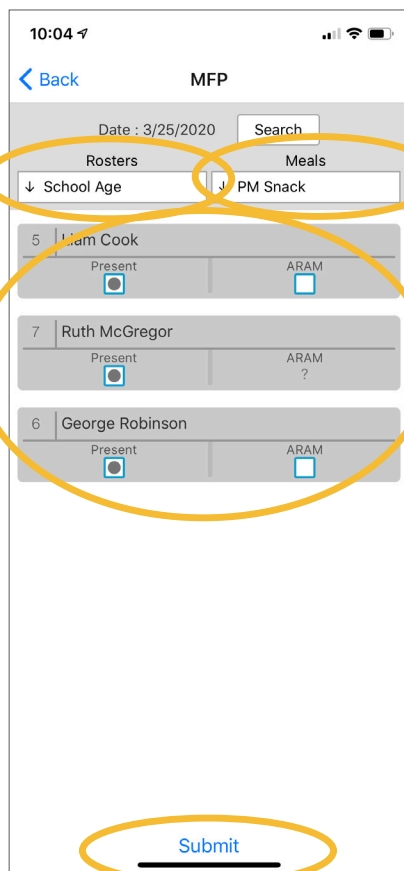 10:04
Back MFP
Date : 3/25/2020 Search
Rosters Meals
↓ School Age ↓ PM Snack
5 Liam Cook
Present ARAM
7 Ruth McGregor
Present ARAM
?
6 George Robinson
Present ARAM
Submit